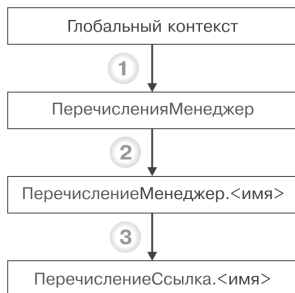 Глобальный контекст
1
ПеречисленияМенеджер
2
ПеречислениеМенеджер.<имя>
3
ПеречислениеСсылка.<имя>